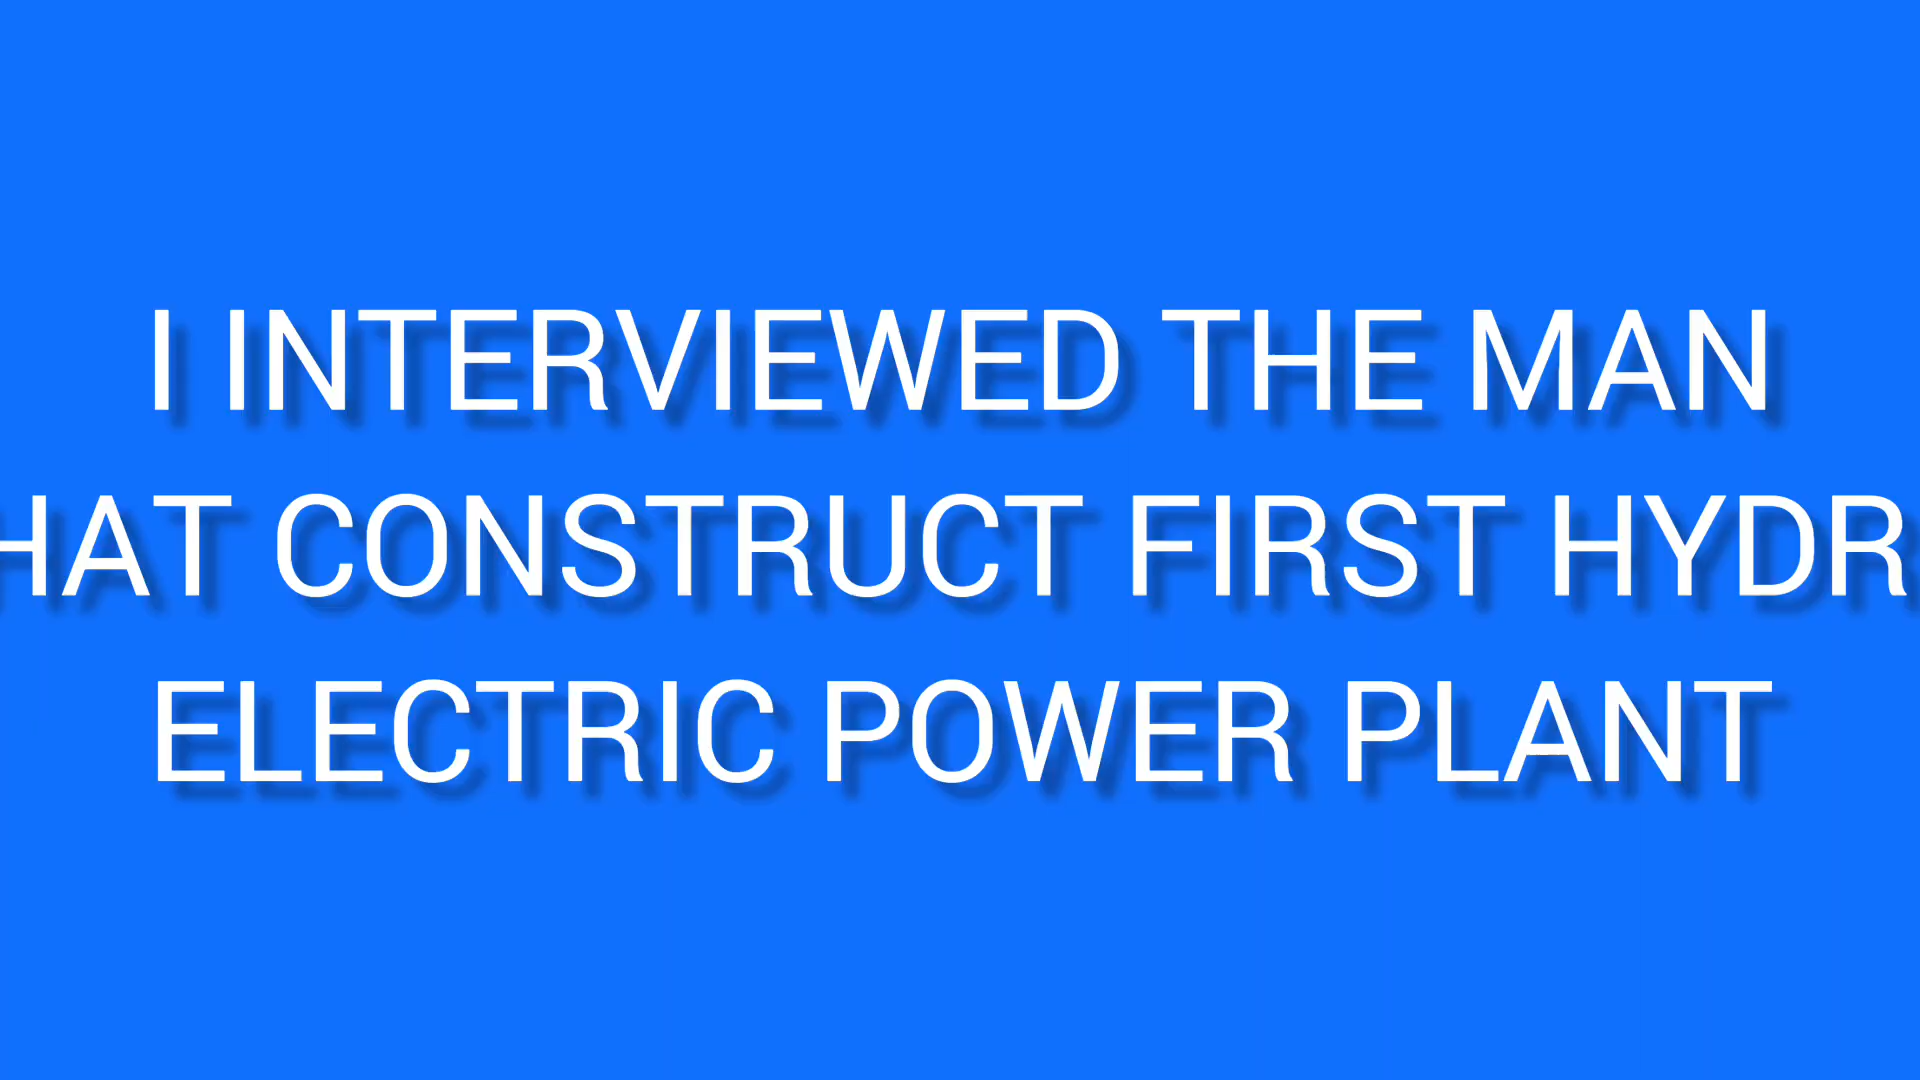 I INTERVIEWED THE MAN
HAT CONSTRUCT FIRST HYDR
ELECTRIC POWER PLANT